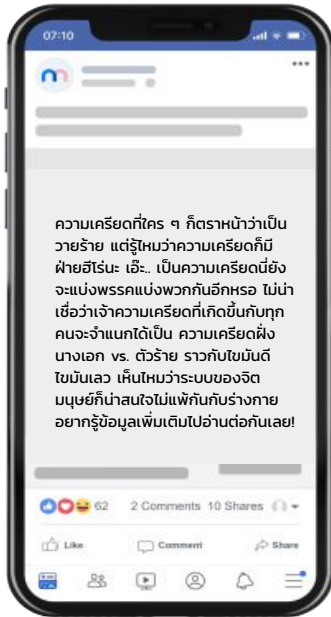 07:10
ความเครียดที่ใคร ๆ ก็ตราหน้าว่าเป็น
วายร้าย แต่รู้ไหมว่าความเครียดก็มี
ฝ่ายฮีโร่นะ เอ๊ะ.. เป็นความเครียดนี่ยัง
จะแบ่งพรรคแบ่งพวกกันอีกหรอ ไม่น่า
เชื่อว่าเจ้าความเครียดที่เกิดขึ้นกับทุก
คนจะจำแนกได้เป็น ความเครียดฝั่ง
นางเอก vs. ตัวร้าย ราวกับไขมันดี
ไขมันเลว เห็นไหมว่าระบบของจิต
มนุษย์ก็น่าสนใจไม่แพ้กันกับร่างกาย
อยากรู้ข้อมูลเพิ่มเติมไปอ่านต่อกันเลย!
62 2 Comments 10 Shares
Like Comment Share